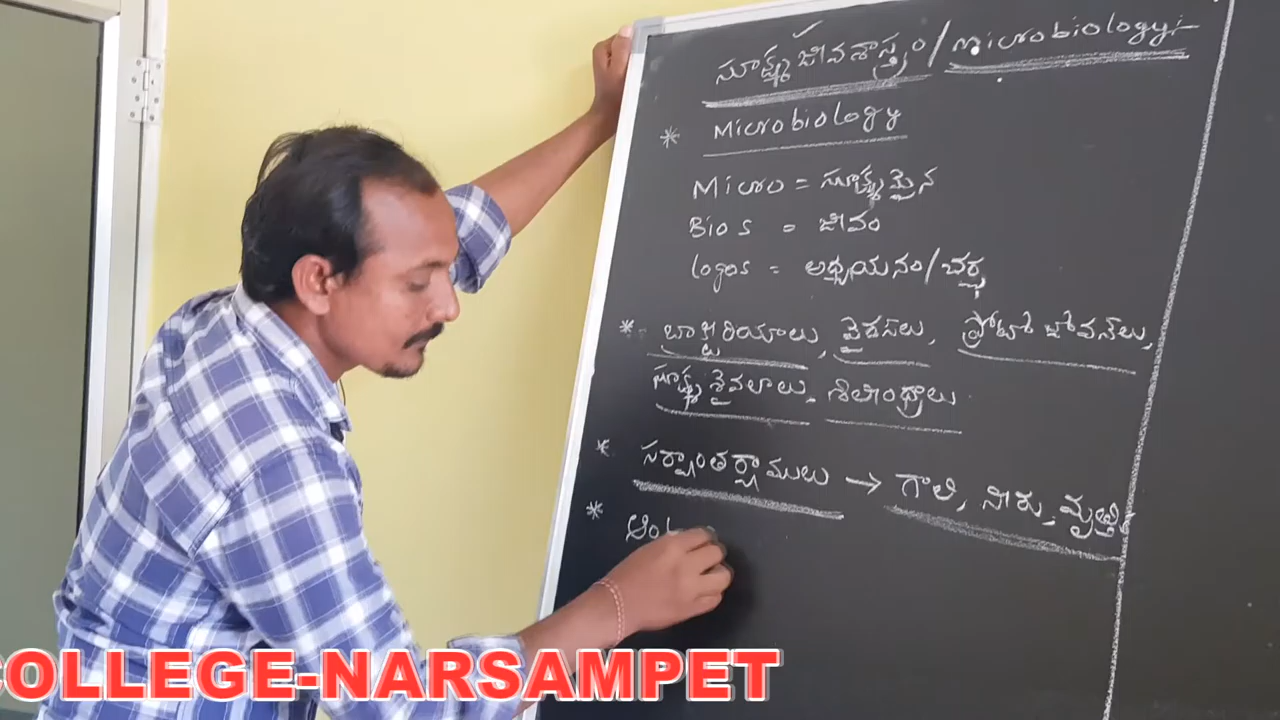 సూక్ష్మజీవశాస్త్రం/microbiology:-
* Microbiology
Micro = సూక్ష్మమైన
Bios = జీవం
logos = అధ్యయనం/చర్చ
* బాక్టీరియాలు, వైరస్‌లు, ప్రోటోజోవన్‌లు,
సూక్ష్మ శైవలాలు, శిలీంధ్రాలు
* సర్వాంతర్యాములు → గాలి, నీరు, మృత్తి
*
COLLEGE-NARSAMPET